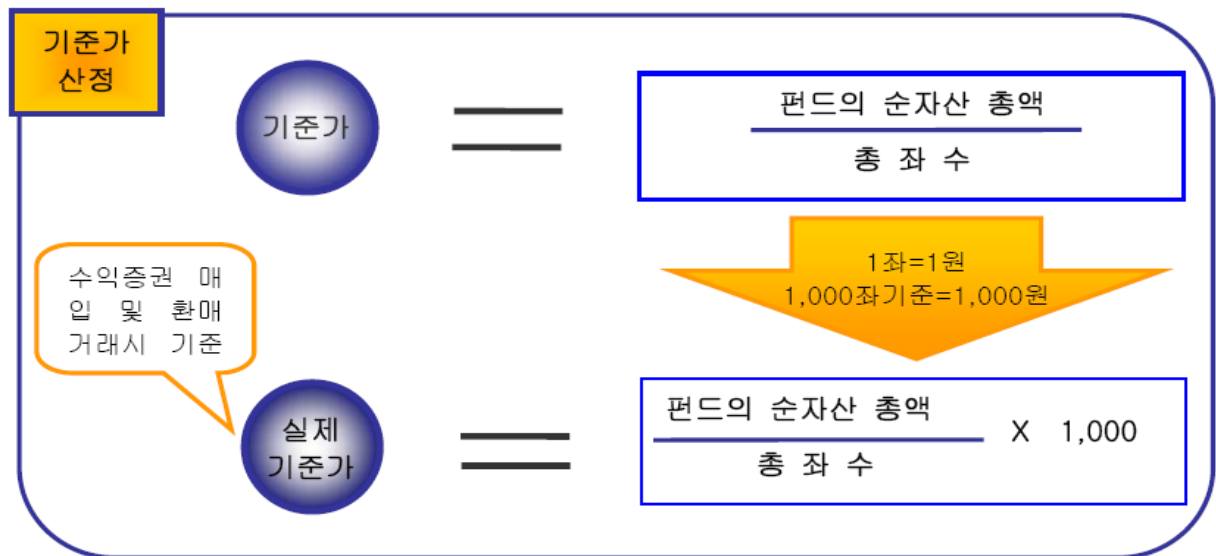 기준가
산정
기준가
펀드의 순자산 총액
총 좌 수
1좌=1원
1,000좌기준=1,000원
수익증권 매
입 및 환매
거래시 기준
실제
기준가
펀드의 순자산 총액
총 좌 수
X 1,000